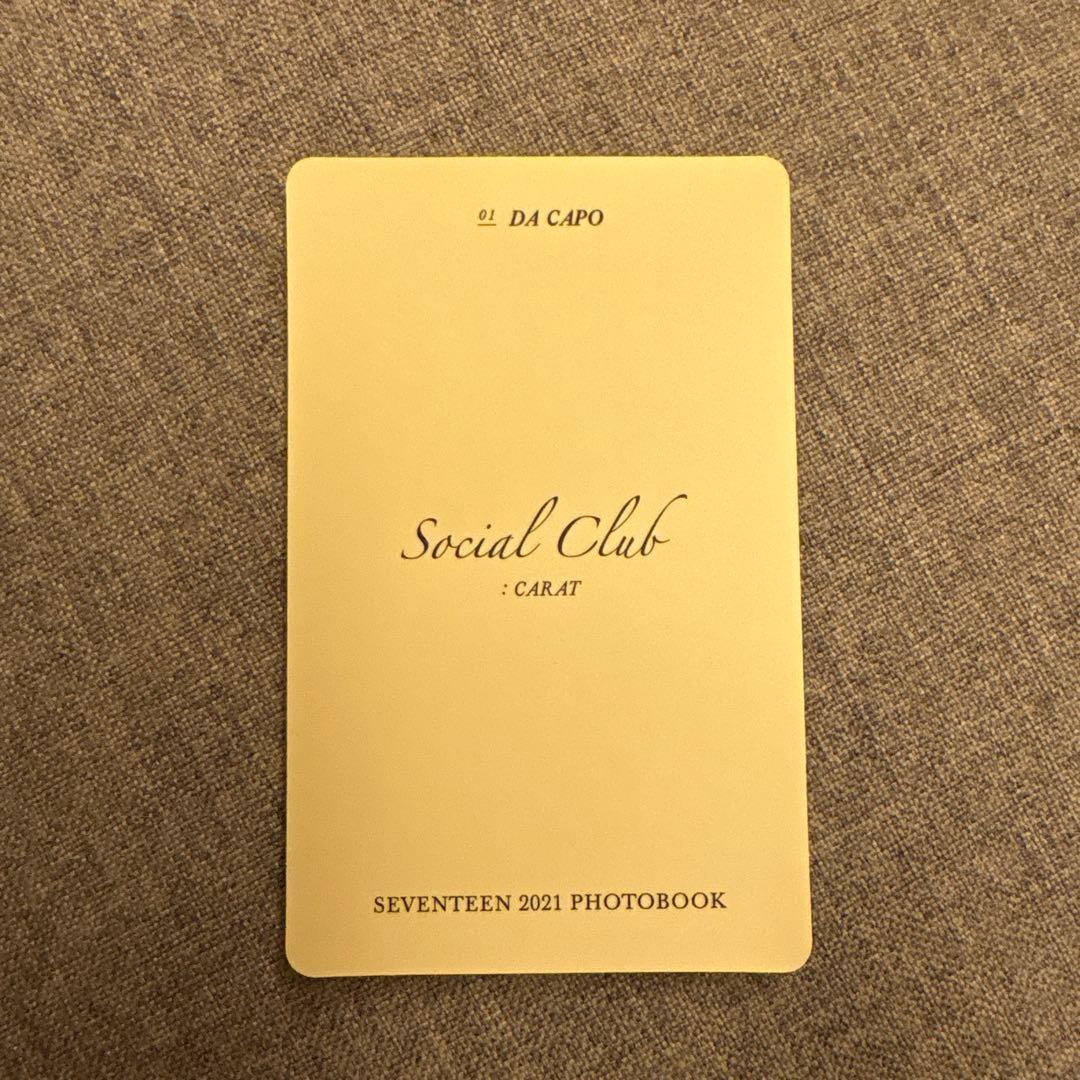 01 DA CAPO
Social Club
: CARAT
SEVENTEEN 2021 PHOTOBOOK